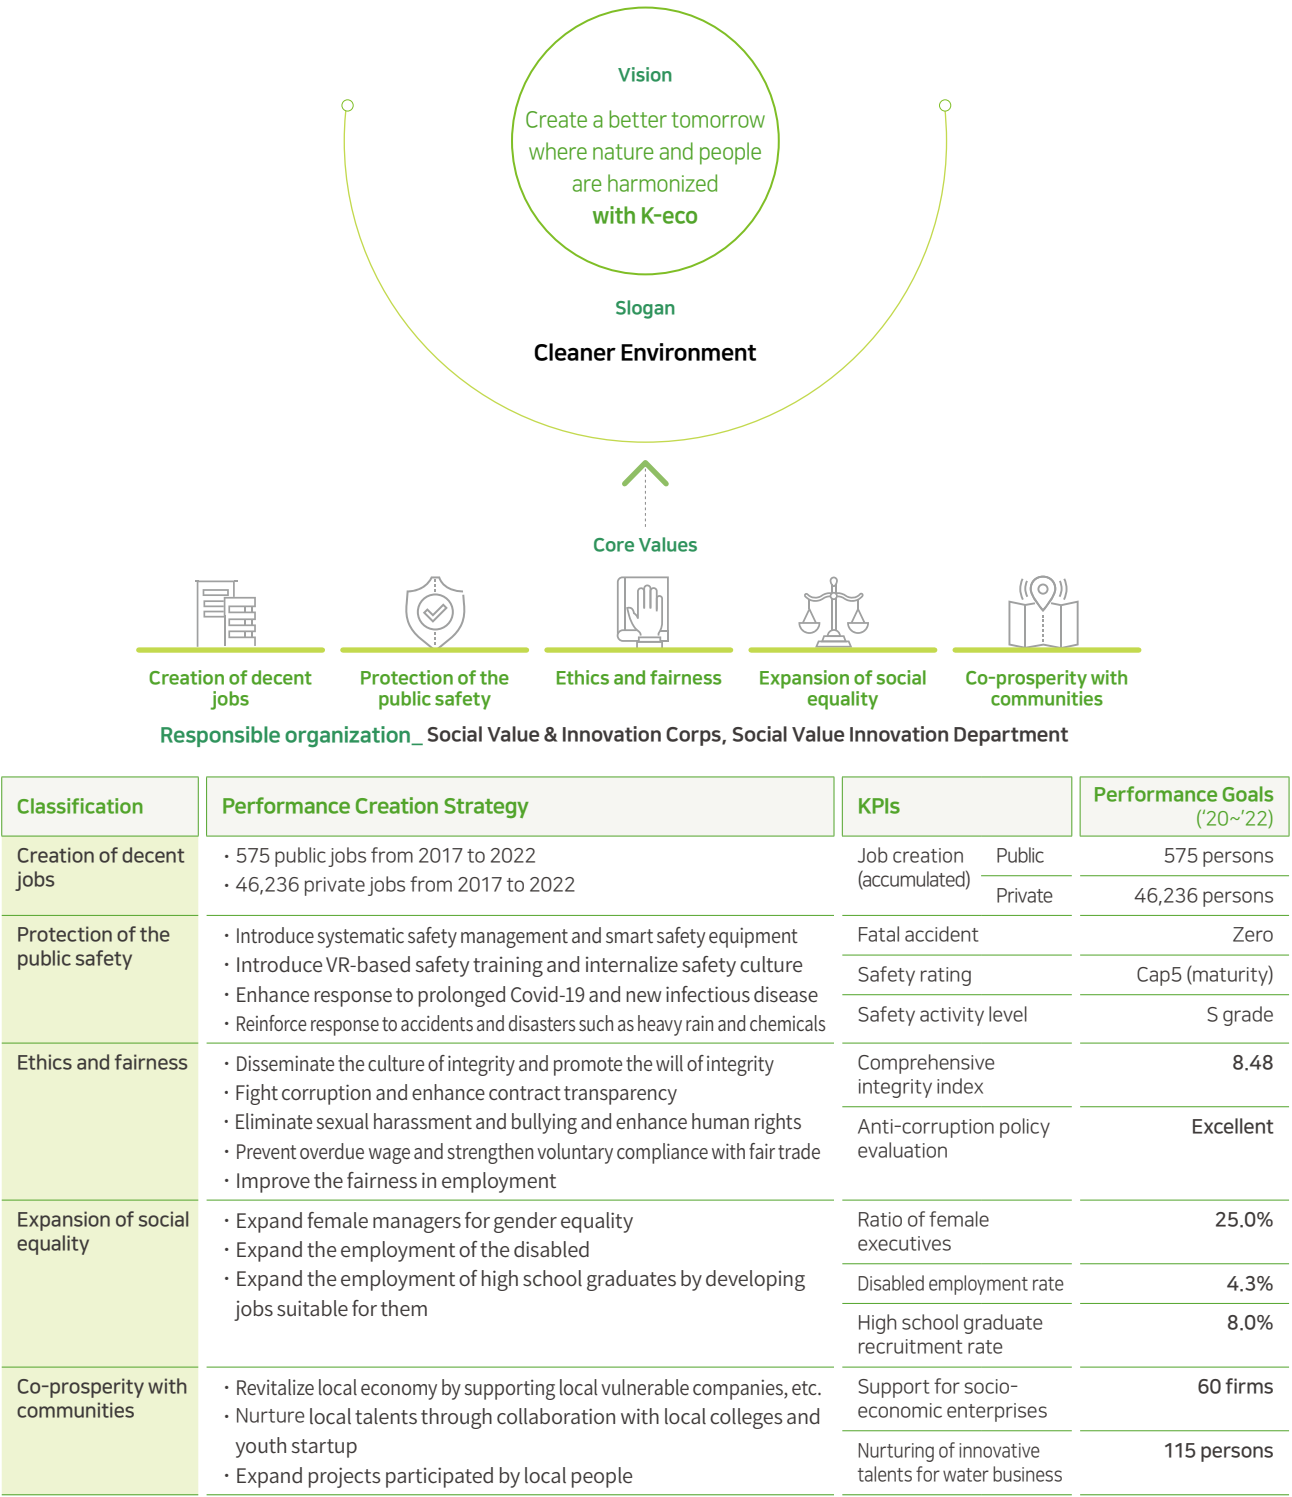 Vision
Create a better tomorrow
where nature and people
are harmonized
with K-eco
Slogan
Cleaner Environment
Core Values
Creation of decent
jobs
Protection of the
public safety
Ethics and fairness
Expansion of social
equality
Co-prosperity with
communities
Responsible organization_ Social Value & Innovation Corps, Social Value Innovation Department
Classification
Performance Creation Strategy
KPIs
Performance Goals
('20~'22)
Creation of decent
jobs
· 575 public jobs from 2017 to 2022
· 46,236 private jobs from 2017 to 2022
Job creation
(accumulated)
Public
575 persons
Private
46,236 persons
Protection of the
public safety
· Introduce systematic safety management and smart safety equipment
· Introduce VR-based safety training and internalize safety culture
· Enhance response to prolonged Covid-19 and new infectious disease
· Reinforce response to accidents and disasters such as heavy rain and chemicals
Fatal accident
Zero
Safety rating
Cap5 (maturity)
Safety activity level
S grade
Ethics and fairness
· Disseminate the culture of integrity and promote the will of integrity
· Fight corruption and enhance contract transparency
· Eliminate sexual harassment and bullying and enhance human rights
· Prevent overdue wage and strengthen voluntary compliance with fair trade
· Improve the fairness in employment
Comprehensive
integrity index
8.48
Anti-corruption policy
evaluation
Excellent
Expansion of social
equality
· Expand female managers for gender equality
· Expand the employment of the disabled
· Expand the employment of high school graduates by developing
jobs suitable for them
Ratio of female
executives
25.0%
Disabled employment rate
4.3%
High school graduate
recruitment rate
8.0%
Co-prosperity with
communities
· Revitalize local economy by supporting local vulnerable companies, etc.
· Nurture local talents through collaboration with local colleges and
youth startup
· Expand projects participated by local people
Support for socio-
economic enterprises
60 firms
Nurturing of innovative
talents for water business
115 persons